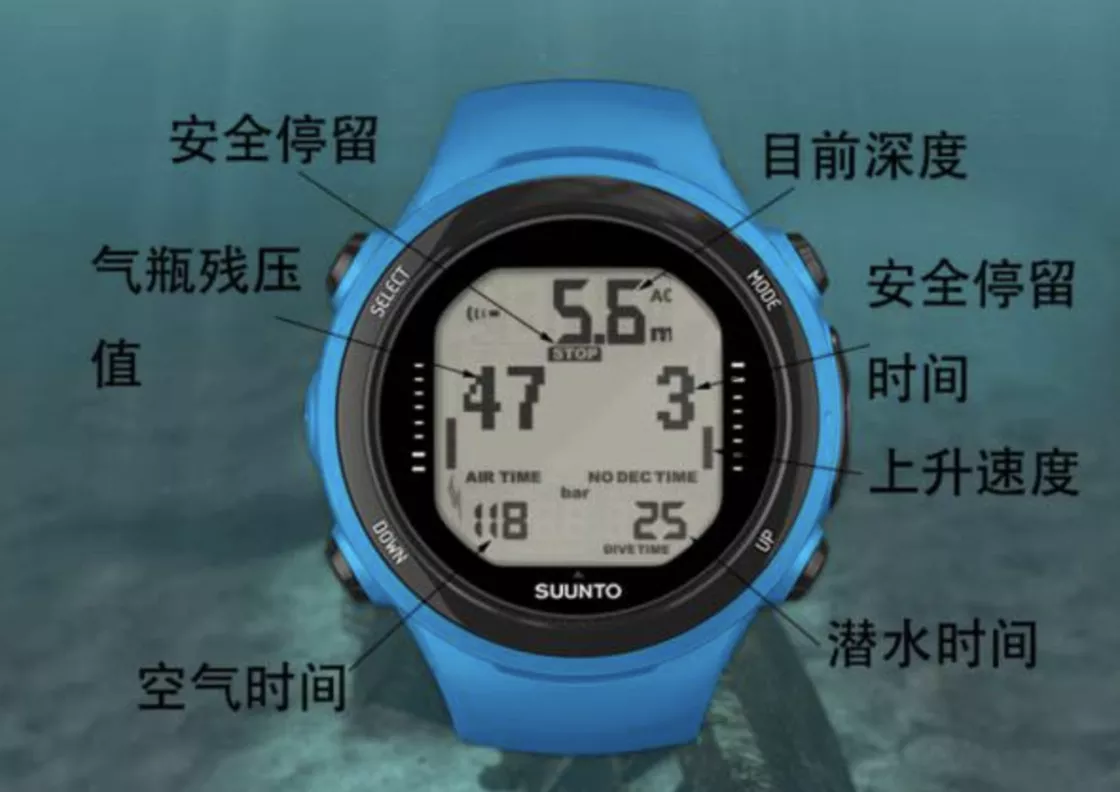 安全停留
目前深度
气瓶残压
值
安全停留
时间
SELECT
MODE
5.6 AC
m
STOP
47 3
上升速度
AIR TIME NO DEC TIME
bar
118 25
DIVE TIME
DOWN
UP
SUUNTO
潜水时间
空气时间